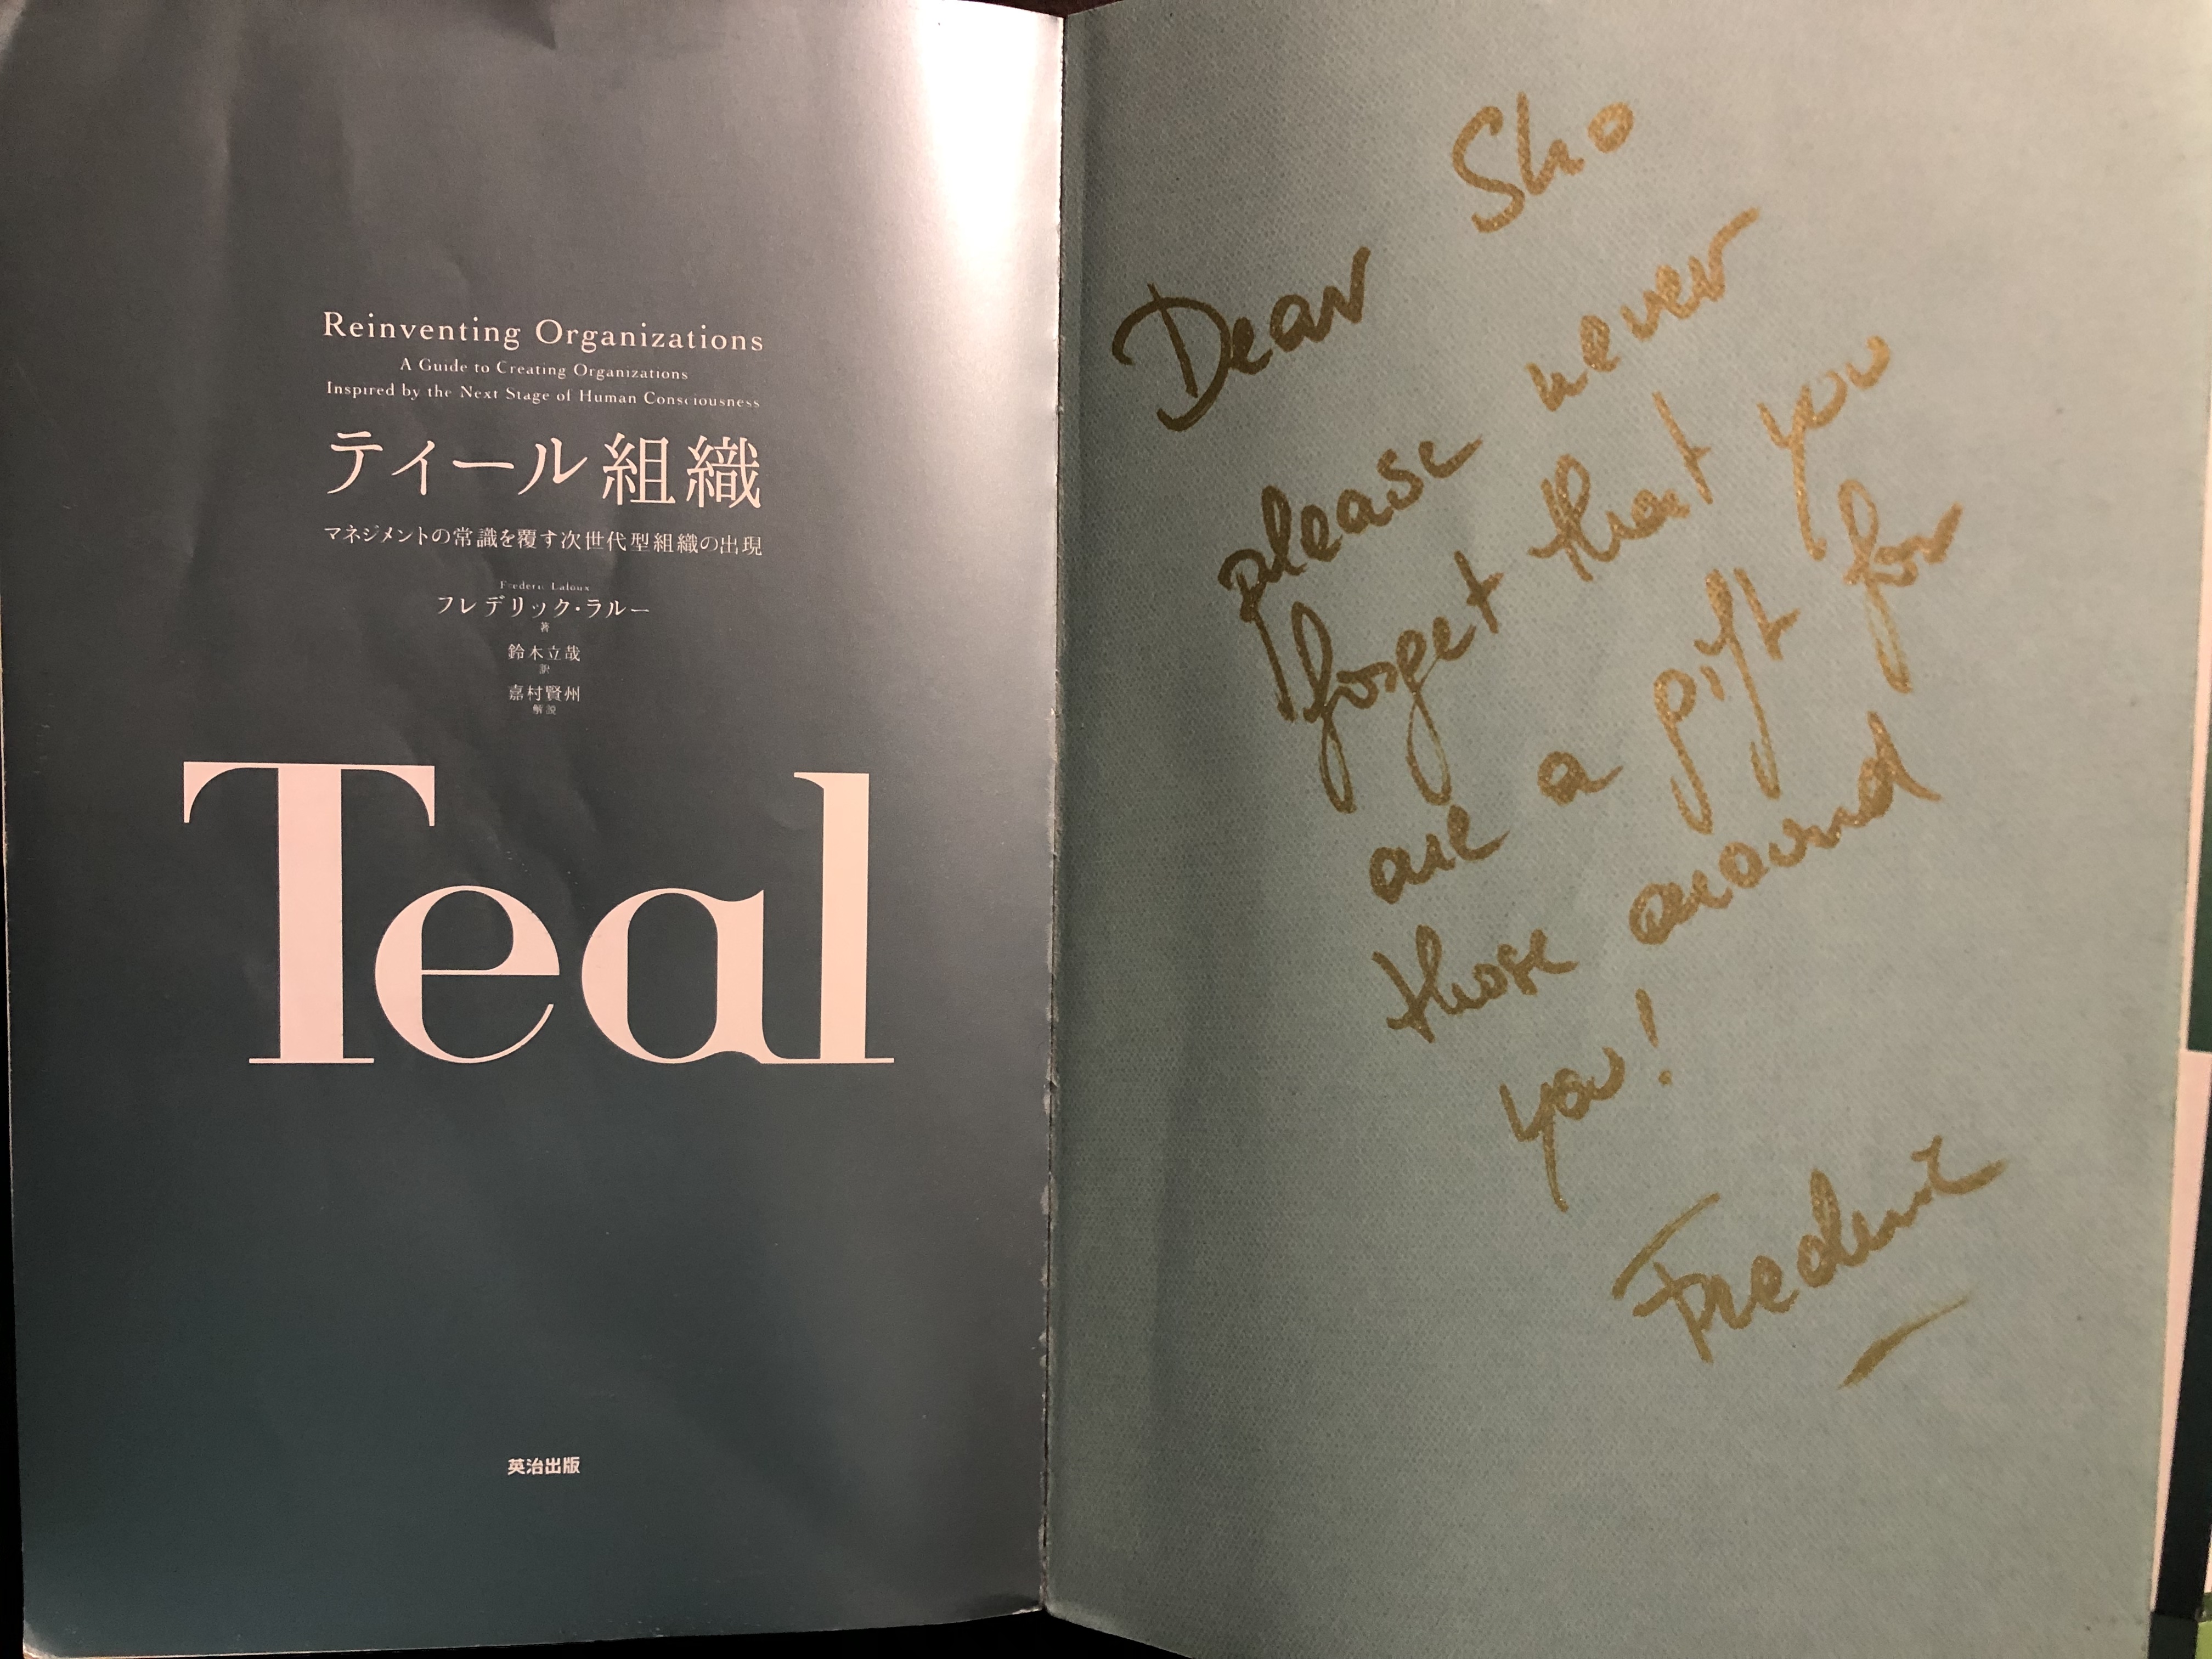 Reinventing Organizations
A Guide to Creating Organizations
Inspired by the Next Stage of Human Consciousness
ティール組織
マネジメントの常識を覆す次世代型組織の出現
Frederic Laloux
フレデリック・ラルー
著
鈴木立哉
訳
嘉村賢州
解説
Teal
英治出版
Dear Sho
please never
forget that you
are a gift for
those around
you!
Frederic